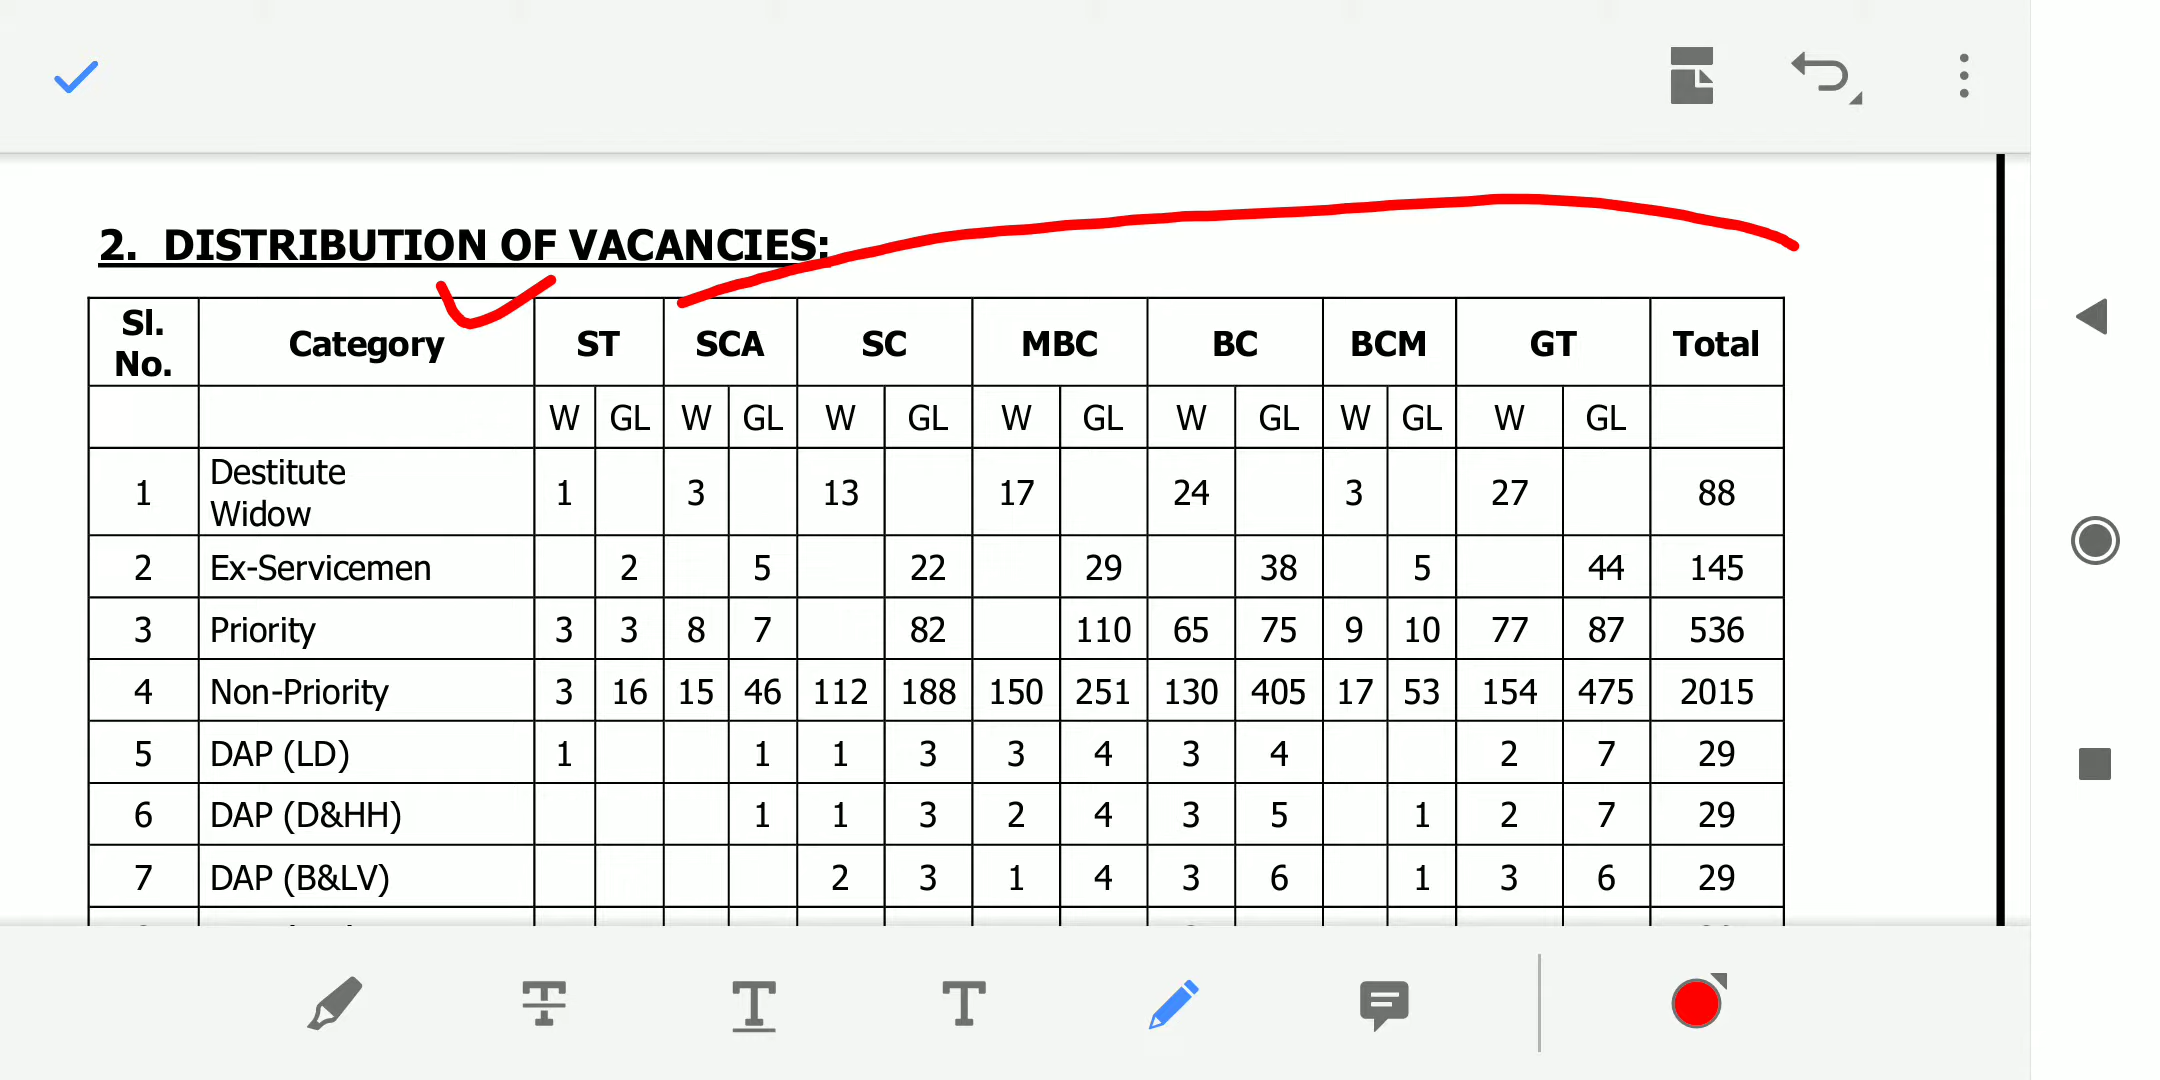 2. DISTRIBUTION OF VACANCIES:
Sl. No. Category ST SCA SC MBC BC BCM GT Total
W GL W GL W GL W GL W GL W GL W GL
1 Destitute Widow 1 3 13 17 24 3 27 88
2 Ex-Servicemen 2 5 22 29 38 5 44 145
3 Priority 3 3 8 7 82 110 65 75 9 10 77 87 536
4 Non-Priority 3 16 15 46 112 188 150 251 130 405 17 53 154 475 2015
5 DAP (LD) 1 1 1 3 3 4 3 4 2 7 29
6 DAP (D&HH) 1 1 3 2 4 3 5 1 2 7 29
7 DAP (B&LV) 2 3 1 4 3 6 1 3 6 29